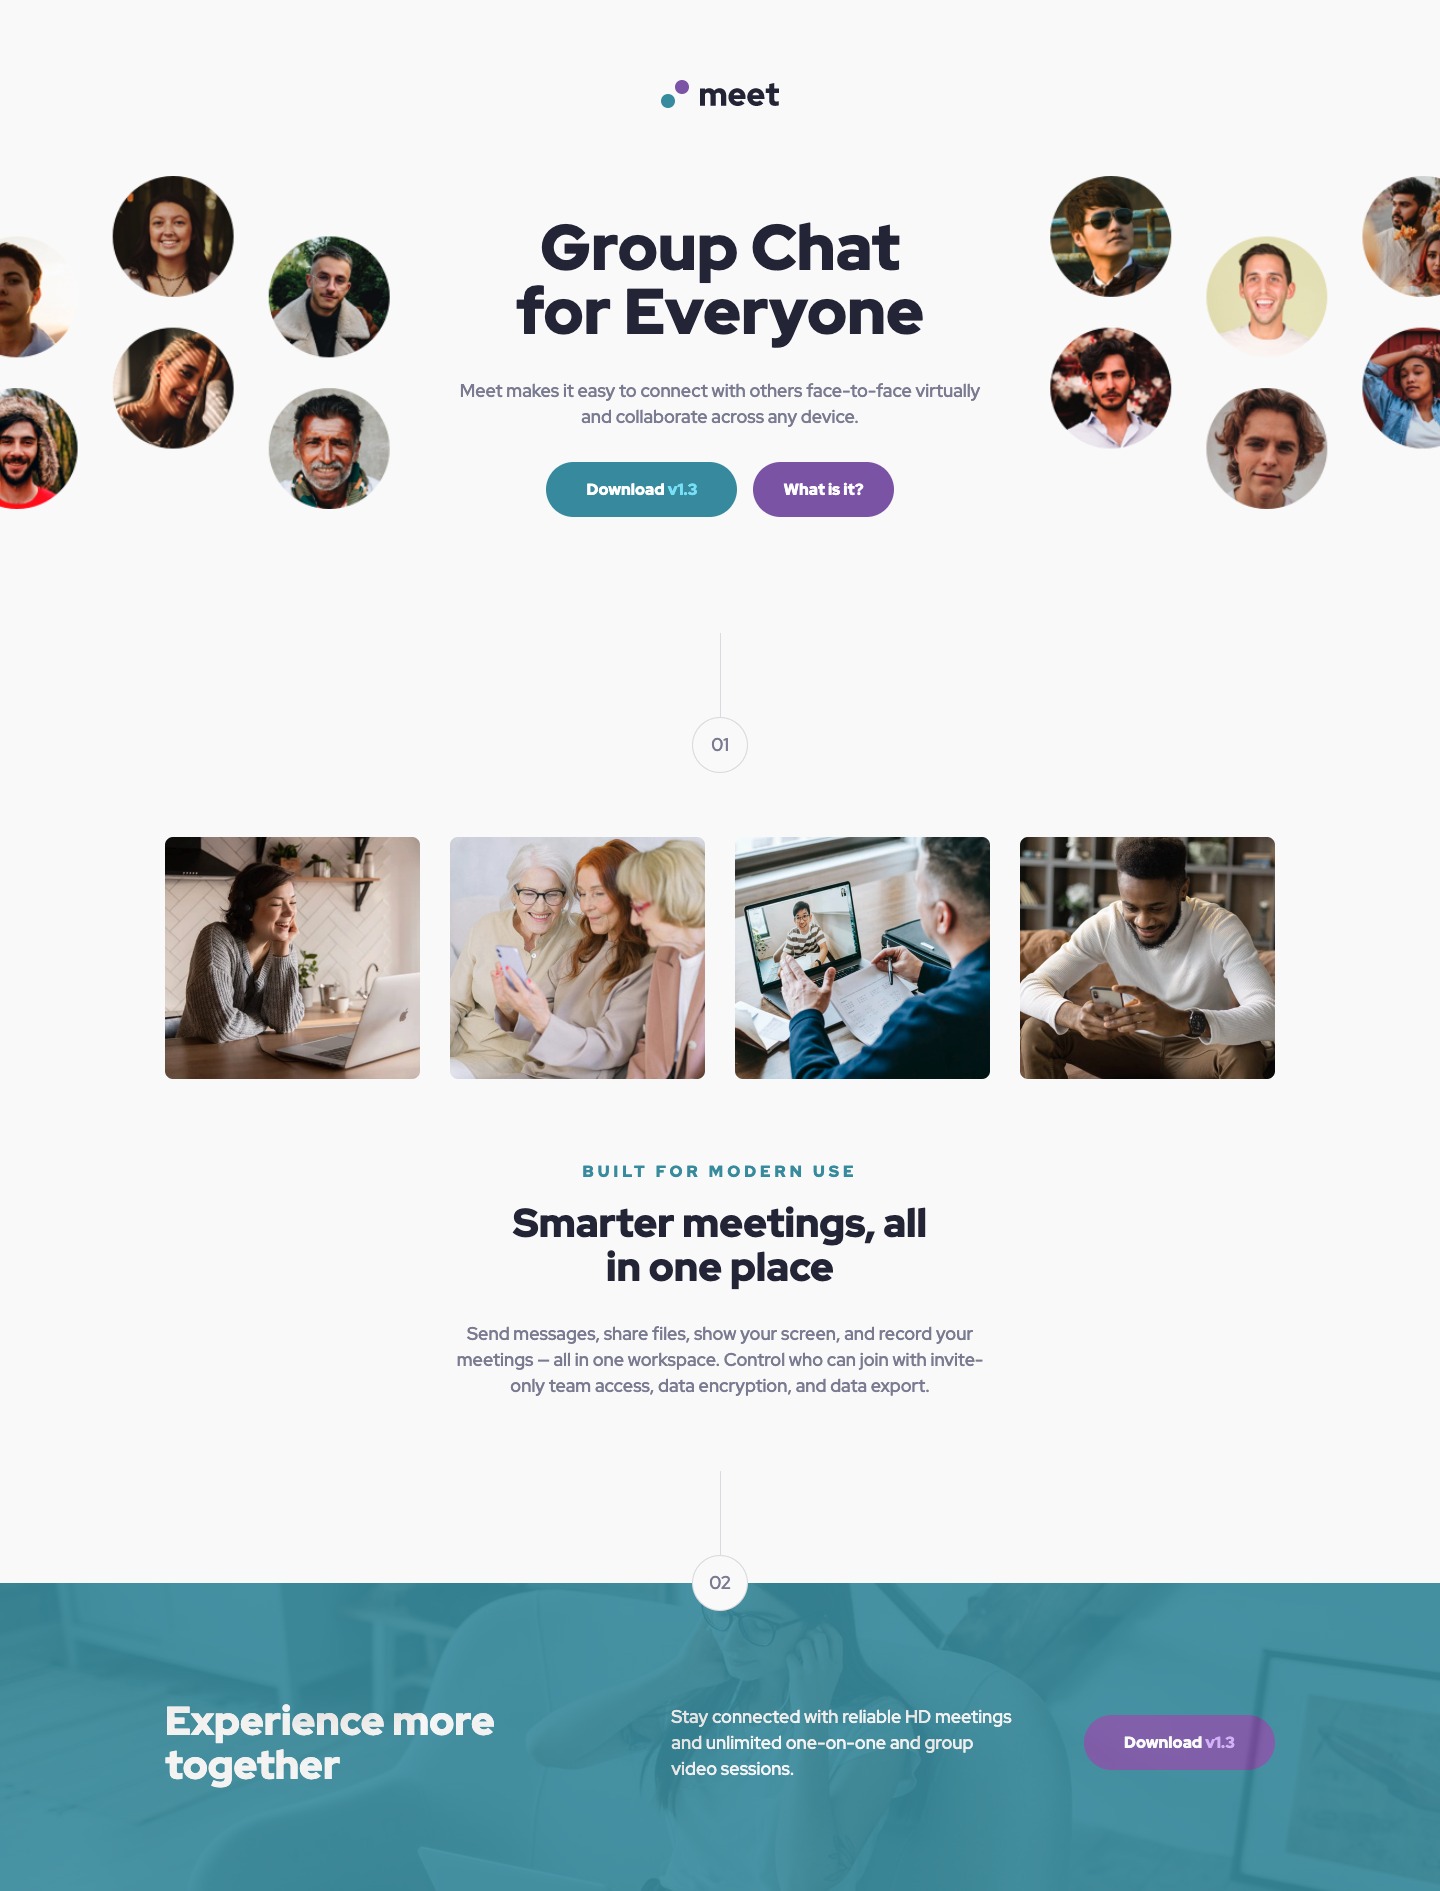 meet
Group Chat
for Everyone
Meet makes it easy to connect with others face-to-face virtually
and collaborate across any device.
Download v1.3
What is it?
01
BUILT FOR MODERN USE
Smarter meetings, all
in one place
Send messages, share files, show your screen, and record your
meetings — all in one workspace. Control who can join with invite-
only team access, data encryption, and data export.
02
Experience more
together
Stay connected with reliable HD meetings
and unlimited one-on-one and group
video sessions.
Download v1.3